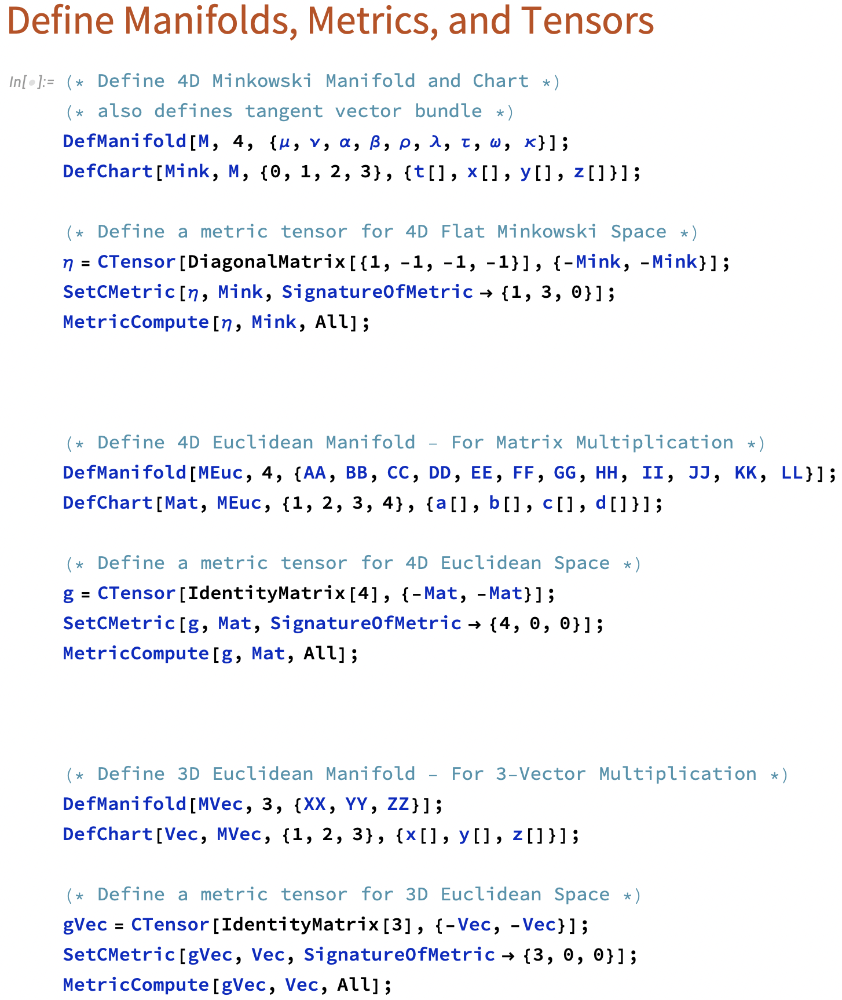 Define Manifolds, Metrics, and Tensors
In[•]:= (* Define 4D Minkowski Manifold and Chart *)
(* also defines tangent vector bundle *)
DefManifold[M, 4, {μ, ν, α, β, ρ, λ, τ, ω, κ}];
DefChart[Mink, M, {0, 1, 2, 3}, {t[], x[], y[], z[]}];
(* Define a metric tensor for 4D Flat Minkowski Space *)
η = CTensor[DiagonalMatrix[{1, -1, -1, -1}], {-Mink, -Mink}];
SetCMetric[η, Mink, SignatureOfMetric → {1, 3, 0}];
MetricCompute[η, Mink, All];
(* Define 4D Euclidean Manifold - For Matrix Multiplication *)
DefManifold[MEuc, 4, {AA, BB, CC, DD, EE, FF, GG, HH, II, JJ, KK, LL}];
DefChart[Mat, MEuc, {1, 2, 3, 4}, {a[], b[], c[], d[]}];
(* Define a metric tensor for 4D Euclidean Space *)
g = CTensor[IdentityMatrix[4], {-Mat, -Mat}];
SetCMetric[g, Mat, SignatureOfMetric → {4, 0, 0}];
MetricCompute[g, Mat, All];
(* Define 3D Euclidean Manifold - For 3-Vector Multiplication *)
DefManifold[MVec, 3, {XX, YY, ZZ}];
DefChart[Vec, MVec, {1, 2, 3}, {x[], y[], z[]}];
(* Define a metric tensor for 3D Euclidean Space *)
gVec = CTensor[IdentityMatrix[3], {-Vec, -Vec}];
SetCMetric[gVec, Vec, SignatureOfMetric → {3, 0, 0}];
MetricCompute[gVec, Vec, All];